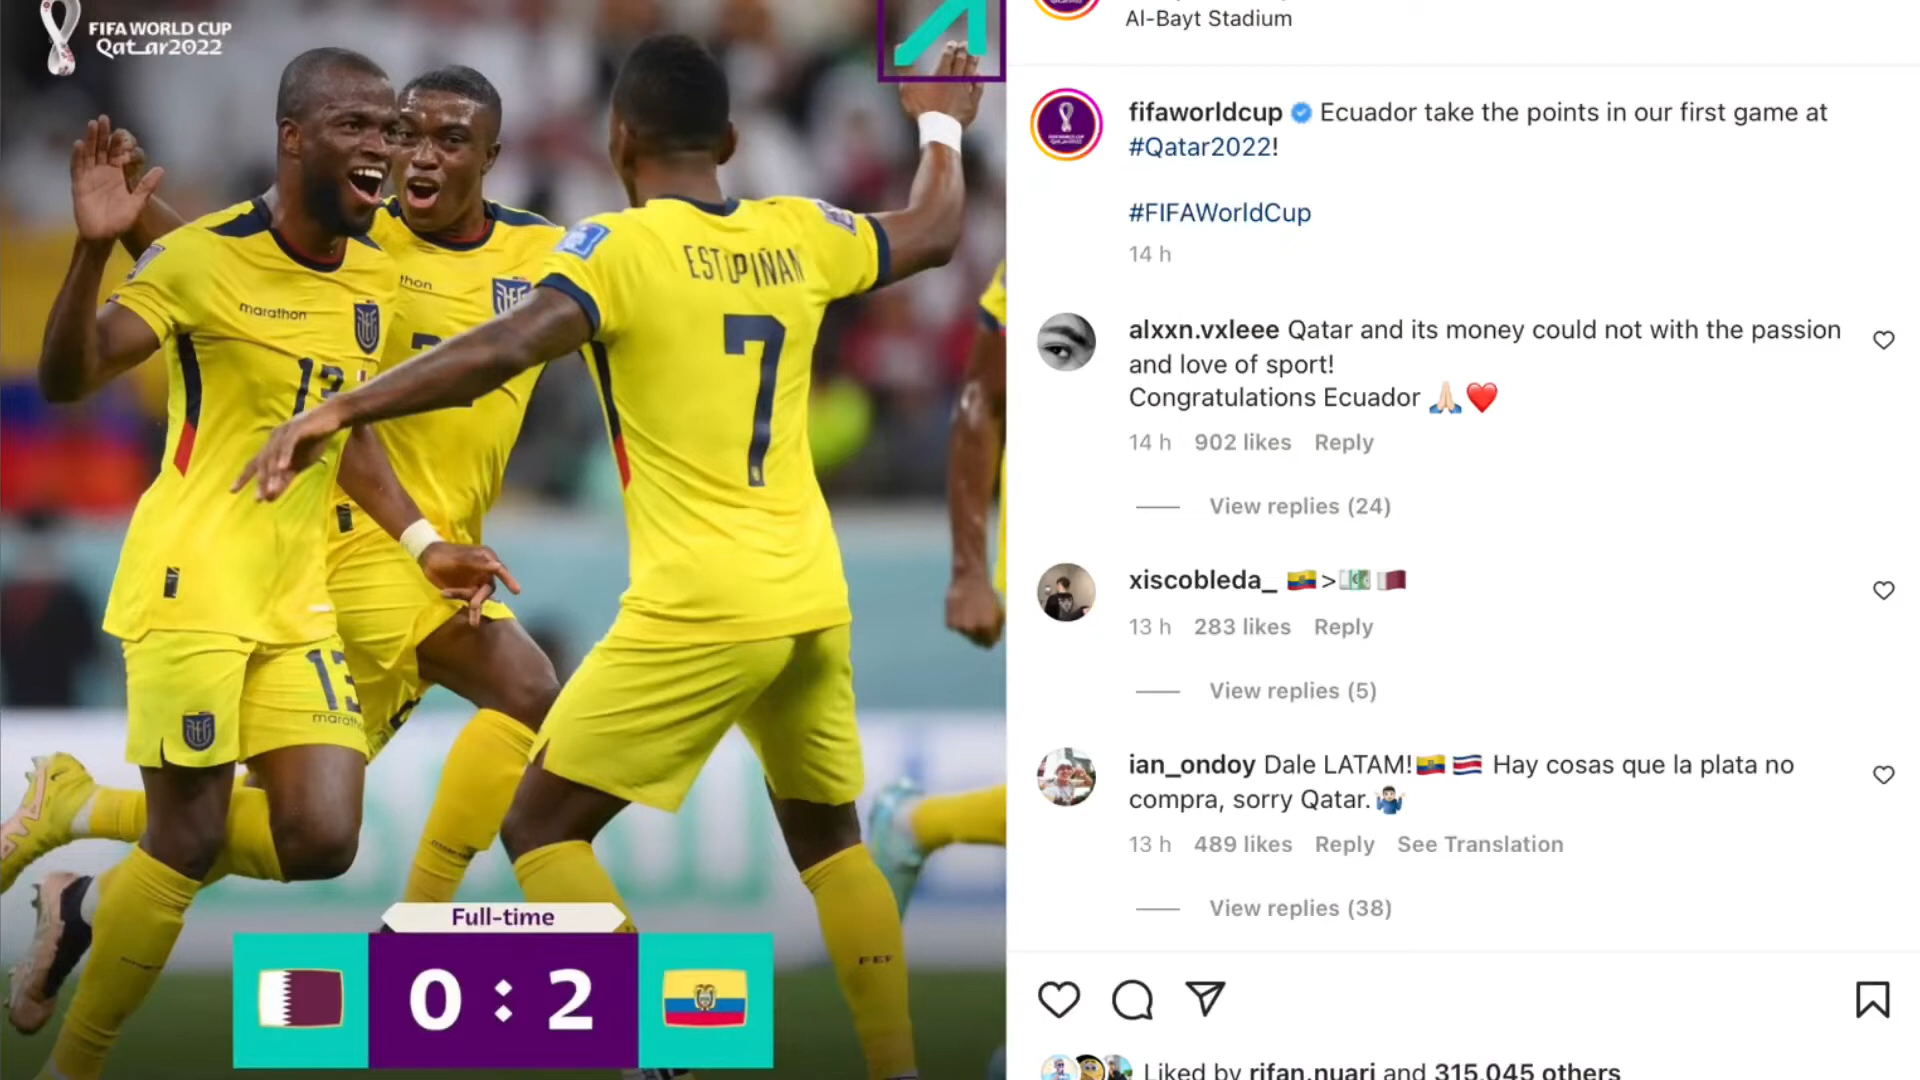 FIFA WORLD CUP
Qatar2022
marathon
13
13
thon
ESTUPIÑAN
7
FEF
Full-time
0 : 2
Al-Bayt Stadium
fifaworldcup Ecuador take the points in our first game at
#Qatar2022!
#FIFAWorldCup
14 h
alxxn.vxleee Qatar and its money could not with the passion
and love of sport!
Congratulations Ecuador 🙏🏻❤️
14 h 902 likes Reply
View replies (24)
xiscobleda_ 🇪🇨>💵🇶🇦
13 h 283 likes Reply
View replies (5)
ian_ondoy Dale LATAM!🇪🇨 🇨🇷 Hay cosas que la plata no
compra, sorry Qatar.🤷🏻‍♂️
13 h 489 likes Reply See Translation
View replies (38)
Liked by rifan.nuari and 315,045 others